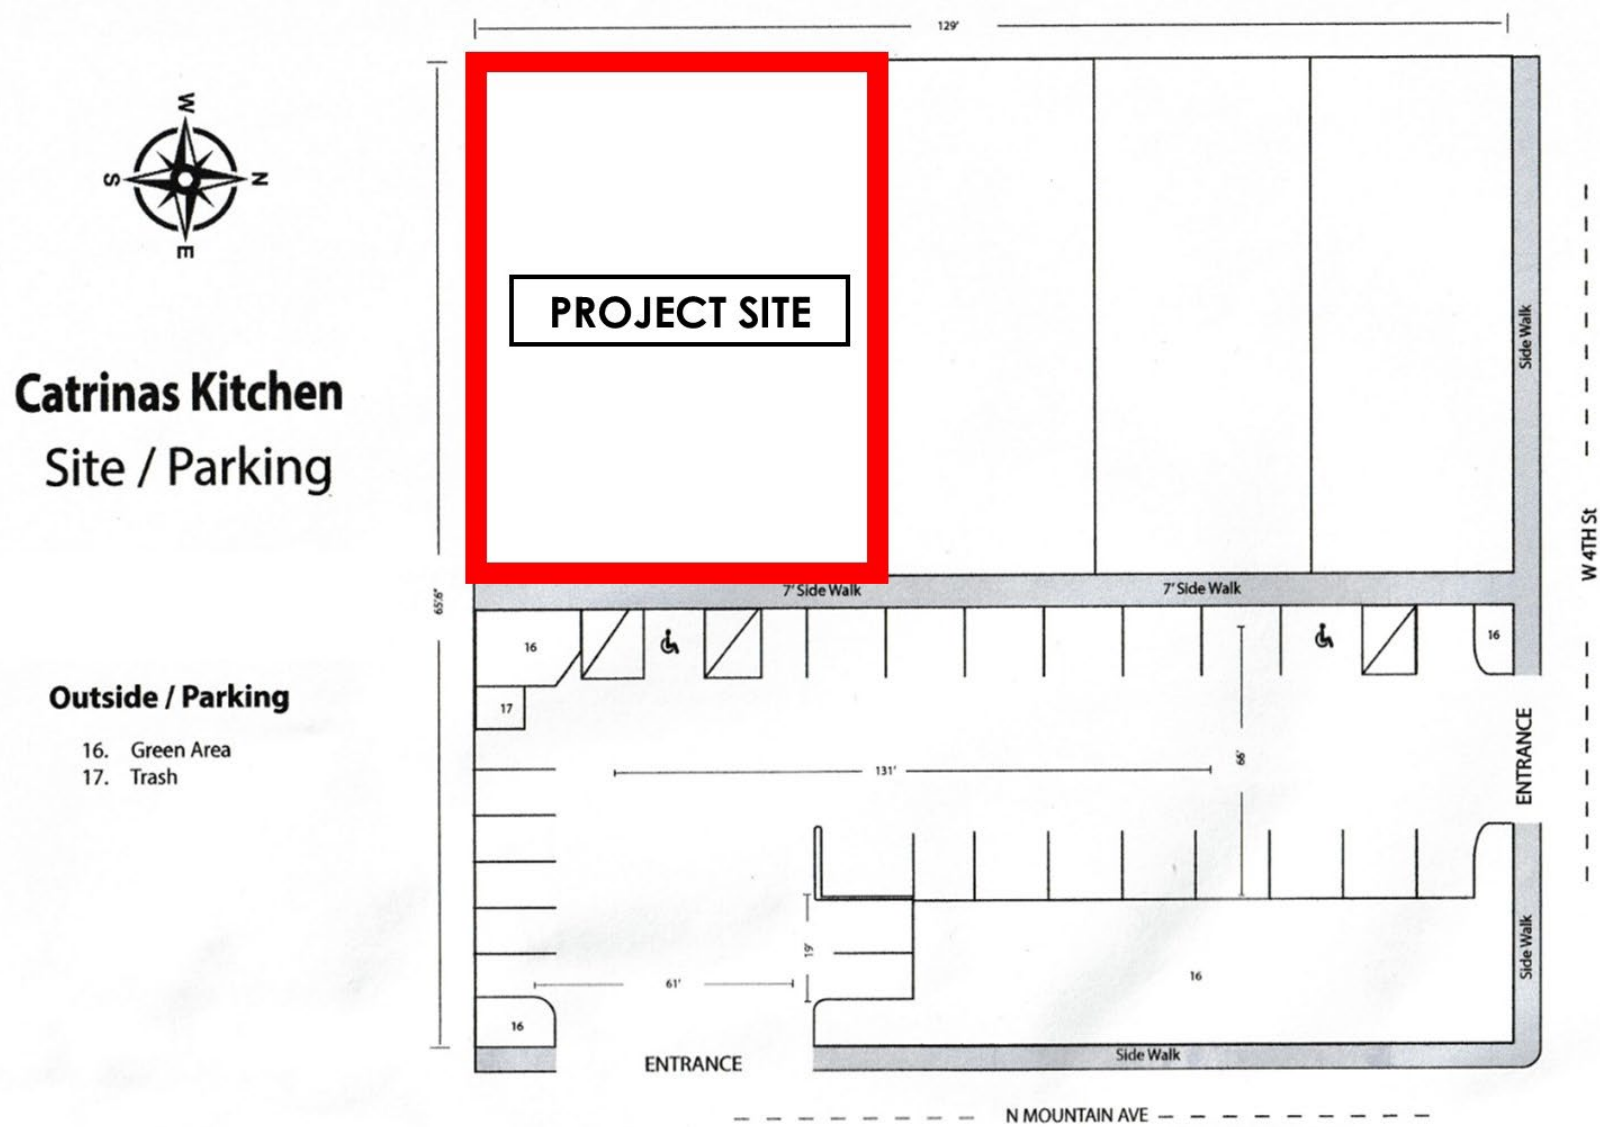 129'
W
S
N
E
PROJECT SITE
Side Walk
Catrinas Kitchen
Site / Parking
W 4TH St
65'.6"
7' Side Walk
7' Side Walk
16
16
17
Outside / Parking
16. Green Area
17. Trash
ENTRANCE
131'
66'
19'
61'
16
16
Side Walk
ENTRANCE
Side Walk
N MOUNTAIN AVE